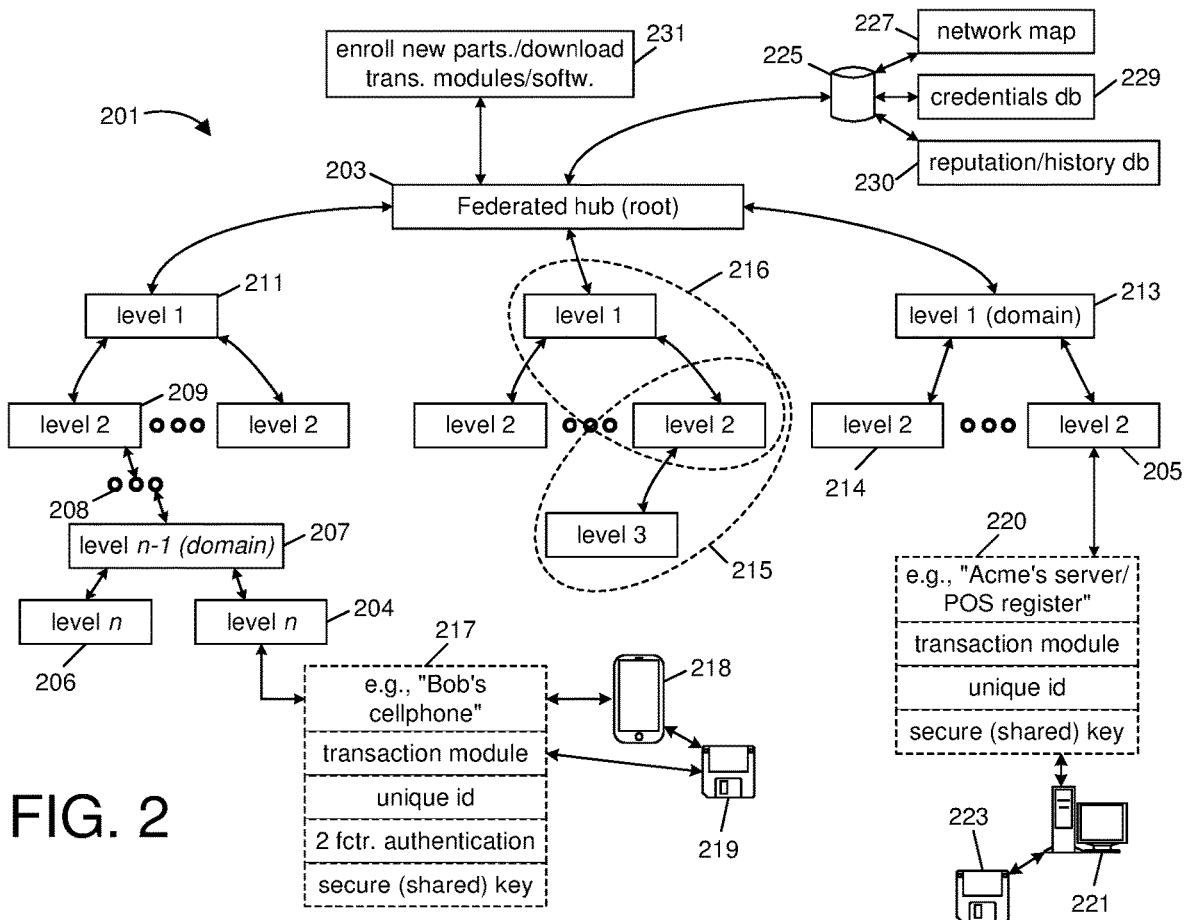 enroll new parts./download
trans. modules/softw.
231
227
network map
225
credentials db
229
201
203
230
reputation/history db
Federated hub (root)
216
211
213
level 1
level 1
level 1 (domain)
209
level 2
level 2
level 2
level 2
level 2
level 2
208
214
205
level n-1 (domain)
207
level 3
220
215
e.g., "Acme's server/
POS register"
level n
level n
204
transaction module
206
217
218
unique id
e.g., "Bob's
cellphone"
secure (shared) key
transaction module
FIG. 2
unique id
219
2 fctr. authentication
223
secure (shared) key
221